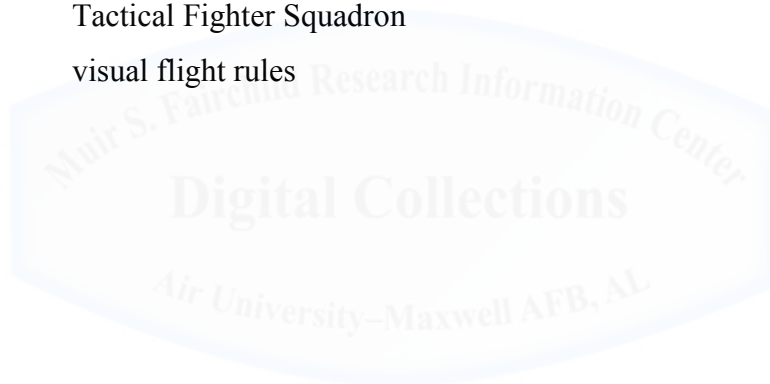 Tactical Fighter Squadron
visual flight rules
Muir S. Fairchild Research Information Center
Digital Collections
Air University–Maxwell AFB, AL